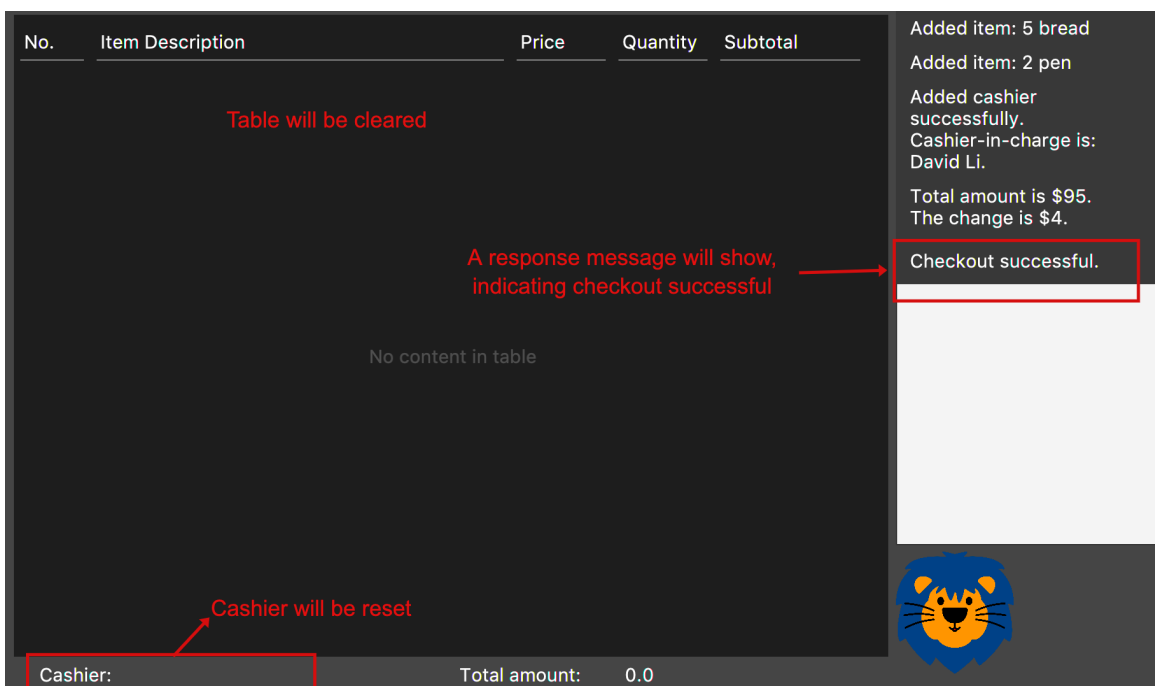 No. Item Description Price Quantity Subtotal
Table will be cleared
A response message will show,
indicating checkout successful
No content in table
Cashier will be reset
Cashier: Total amount: 0.0
Added item: 5 bread
Added item: 2 pen
Added cashier
successfully.
Cashier-in-charge is:
David Li.
Total amount is $95.
The change is $4.
Checkout successful.